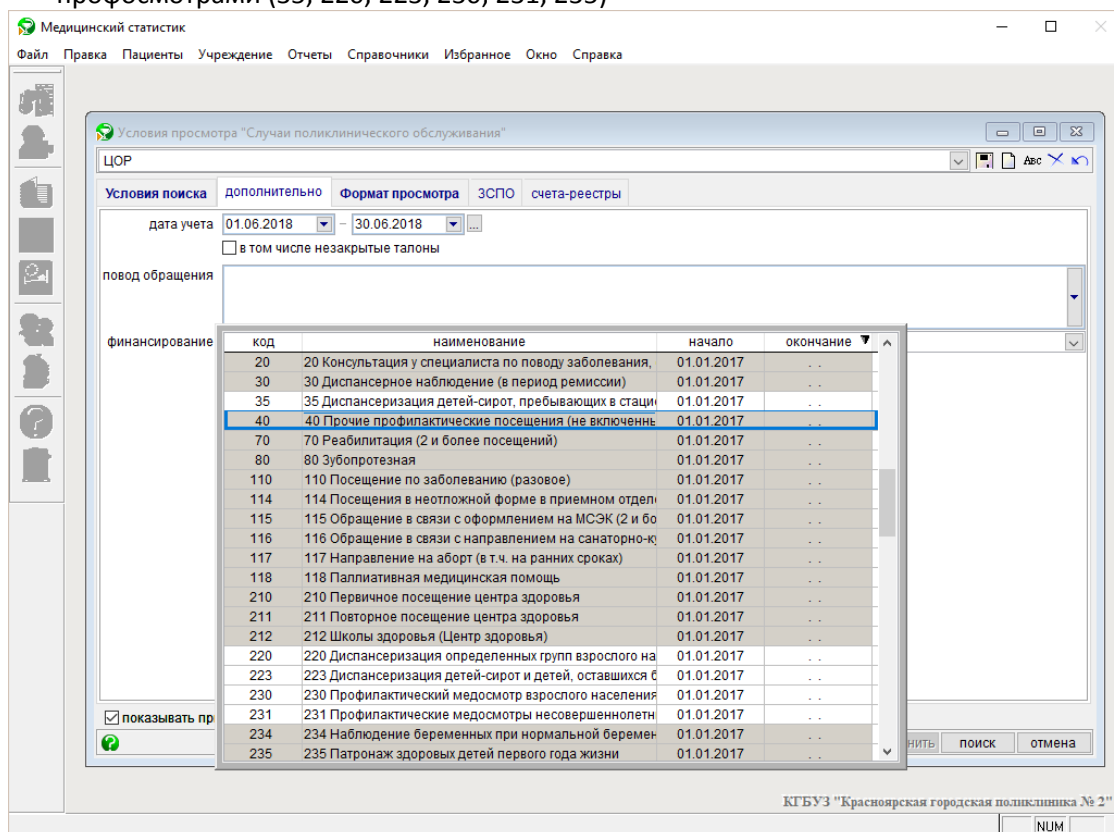 профосмотрами (35, 220, 223, 230, 231, 235)
Медицинский статистик
Файл Правка Пациенты Учреждение Отчеты Справочники Избранное Окно Справка
Условия просмотра "Случаи поликлинического обслуживания"
ЦОР
АВС
Условия поиска дополнительно Формат просмотра ЗСПО счета-реестры
дата учета 01.06.2018 – 30.06.2018 ...
в том числе незакрытые талоны
повод обращения
финансирование
код наименование начало окончание
20 20 Консультация у специалиста по поводу заболевания, 01.01.2017 . .
30 30 Диспансерное наблюдение (в период ремиссии) 01.01.2017 . .
35 35 Диспансеризация детей-сирот, пребывающих в стаци 01.01.2017 . .
40 40 Прочие профилактические посещения (не включенны 01.01.2017 . .
70 70 Реабилитация (2 и более посещений) 01.01.2017 . .
80 80 Зубопротезная 01.01.2017 . .
110 110 Посещение по заболеванию (разовое) 01.01.2017 . .
114 114 Посещения в неотложной форме в приемном отдел 01.01.2017 . .
115 115 Обращение в связи с оформлением на МСЭК (2 и бо 01.01.2017 . .
116 116 Обращение в связи с направлением на санаторно-к 01.01.2017 . .
117 117 Направление на аборт (в т.ч. на ранних сроках) 01.01.2017 . .
118 118 Паллиативная медицинская помощь 01.01.2017 . .
210 210 Первичное посещение центра здоровья 01.01.2017 . .
211 211 Повторное посещение центра здоровья 01.01.2017 . .
212 212 Школы здоровья (Центр здоровья) 01.01.2017 . .
220 220 Диспансеризация определенных групп взрослого на 01.01.2017 . .
223 223 Диспансеризация детей-сирот и детей, оставшихся б 01.01.2017 . .
230 230 Профилактический медосмотр взрослого населения 01.01.2017 . .
231 231 Профилактические медосмотры несовершеннолетн 01.01.2017 . .
234 234 Наблюдение беременных при нормальной беремен 01.01.2017 . .
235 235 Патронаж здоровых детей первого года жизни 01.01.2017 . .
показывать пр
нить поиск отмена
КГБУЗ "Красноярская городская поликлиника № 2"
NUM